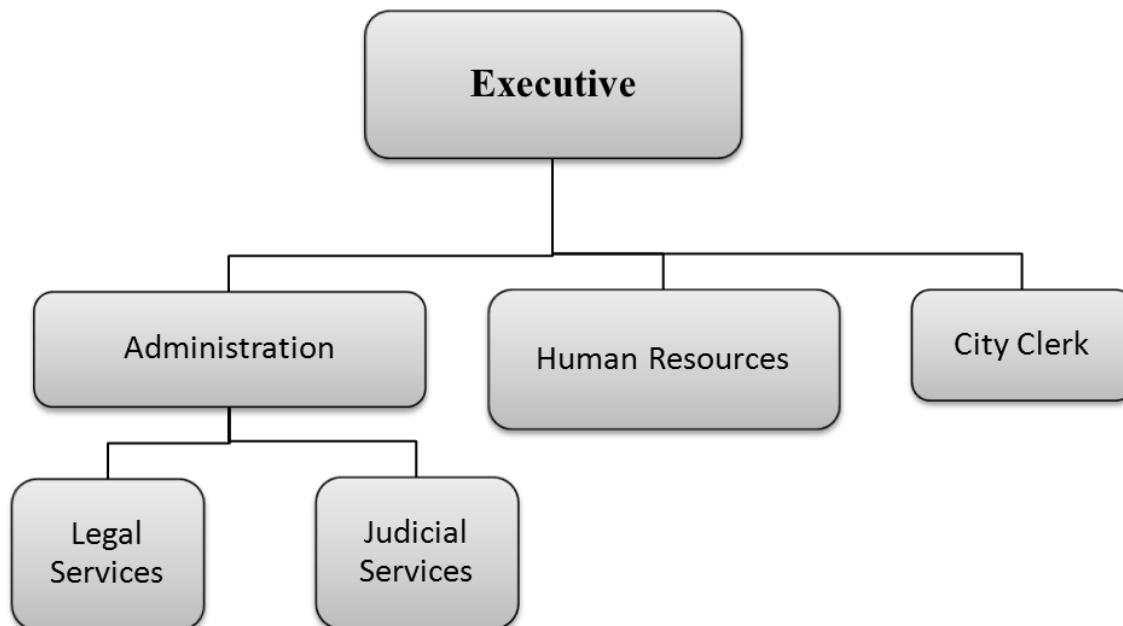 Executive
Administration
Human Resources
City Clerk
Legal
Services
Judicial
Services